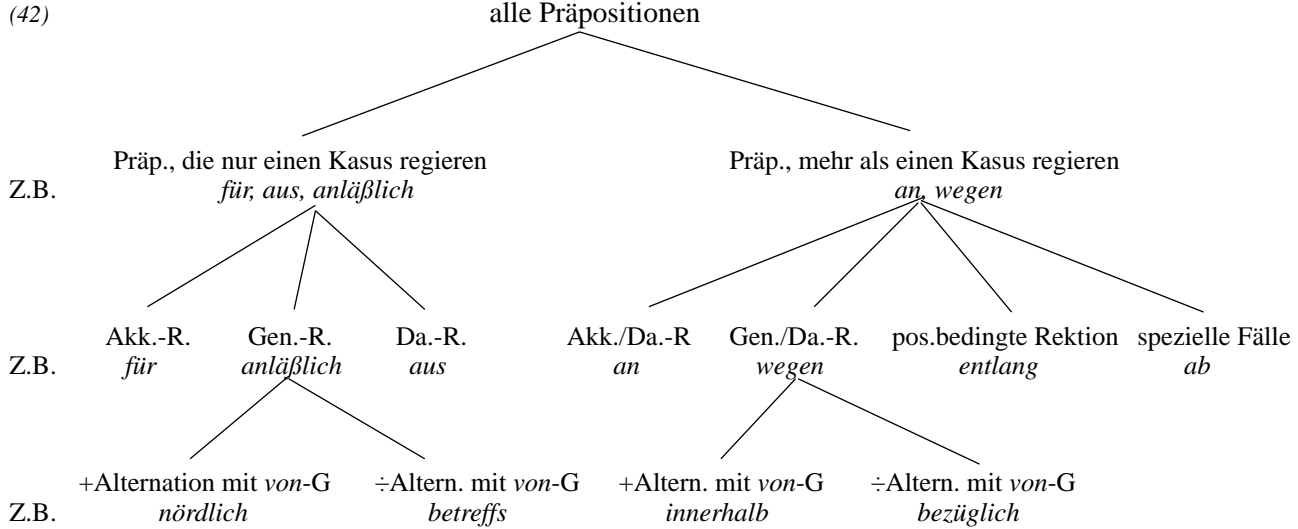 (42) alle Präpositionen
Präp., die nur einen Kasus regieren Präp., mehr als einen Kasus regieren
Z.B. für, aus, anläßlich an, wegen
Akk.-R. Gen.-R. Da.-R. Akk./Da.-R Gen./Da.-R. pos.bedingte Rektion spezielle Fälle
Z.B. für anläßlich aus an wegen entlang ab
+Alternation mit von-G ÷Altern. mit von-G +Altern. mit von-G ÷Altern. mit von-G
Z.B. nördlich betreffs innerhalb bezüglich